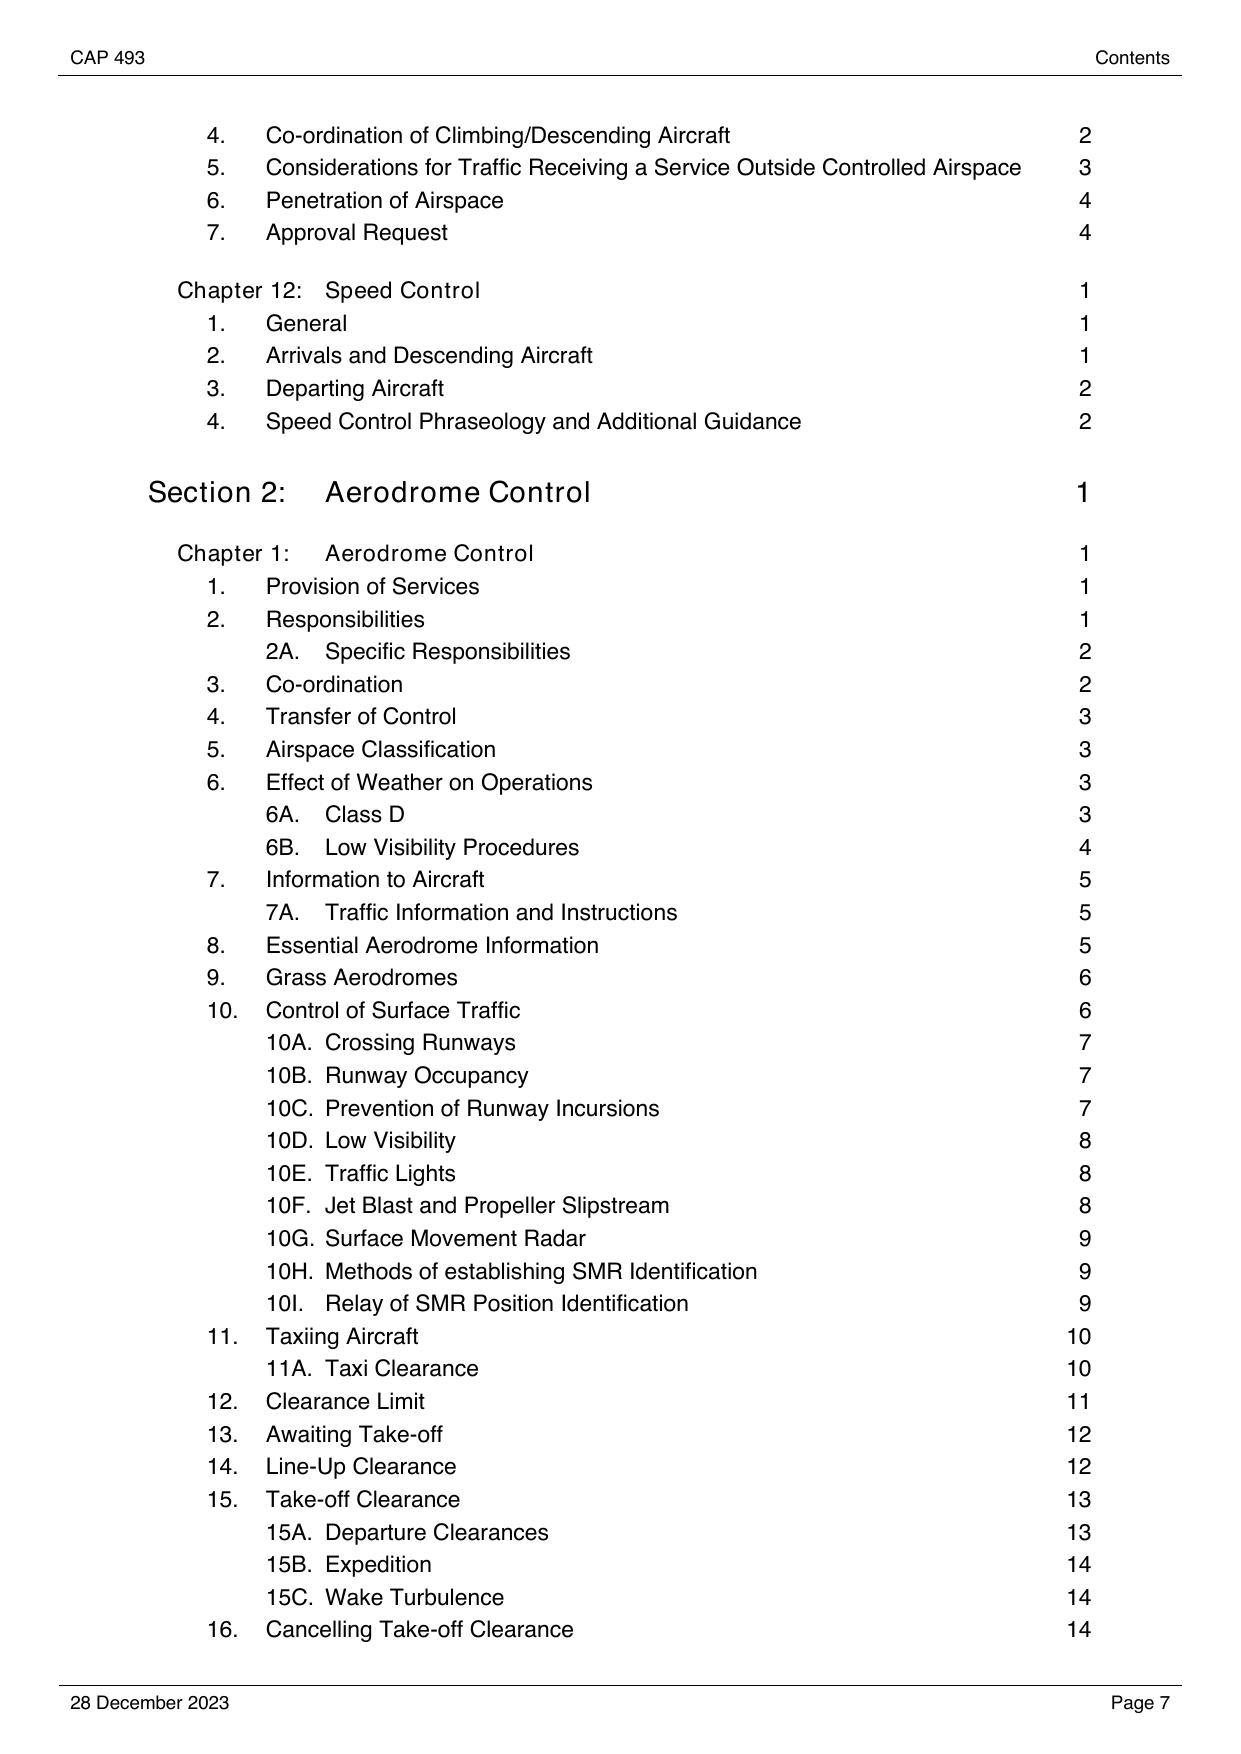 CAP 493 Contents
4. Co-ordination of Climbing/Descending Aircraft 2
5. Considerations for Traffic Receiving a Service Outside Controlled Airspace 3
6. Penetration of Airspace 4
7. Approval Request 4
Chapter 12: Speed Control 1
1. General 1
2. Arrivals and Descending Aircraft 1
3. Departing Aircraft 2
4. Speed Control Phraseology and Additional Guidance 2
Section 2: Aerodrome Control 1
Chapter 1: Aerodrome Control 1
1. Provision of Services 1
2. Responsibilities 1
2A. Specific Responsibilities 2
3. Co-ordination 2
4. Transfer of Control 3
5. Airspace Classification 3
6. Effect of Weather on Operations 3
6A. Class D 3
6B. Low Visibility Procedures 4
7. Information to Aircraft 5
7A. Traffic Information and Instructions 5
8. Essential Aerodrome Information 5
9. Grass Aerodromes 6
10. Control of Surface Traffic 6
10A. Crossing Runways 7
10B. Runway Occupancy 7
10C. Prevention of Runway Incursions 7
10D. Low Visibility 8
10E. Traffic Lights 8
10F. Jet Blast and Propeller Slipstream 8
10G. Surface Movement Radar 9
10H. Methods of establishing SMR Identification 9
10I. Relay of SMR Position Identification 9
11. Taxiing Aircraft 10
11A. Taxi Clearance 10
12. Clearance Limit 11
13. Awaiting Take-off 12
14. Line-Up Clearance 12
15. Take-off Clearance 13
15A. Departure Clearances 13
15B. Expedition 14
15C. Wake Turbulence 14
16. Cancelling Take-off Clearance 14
28 December 2023 Page 7